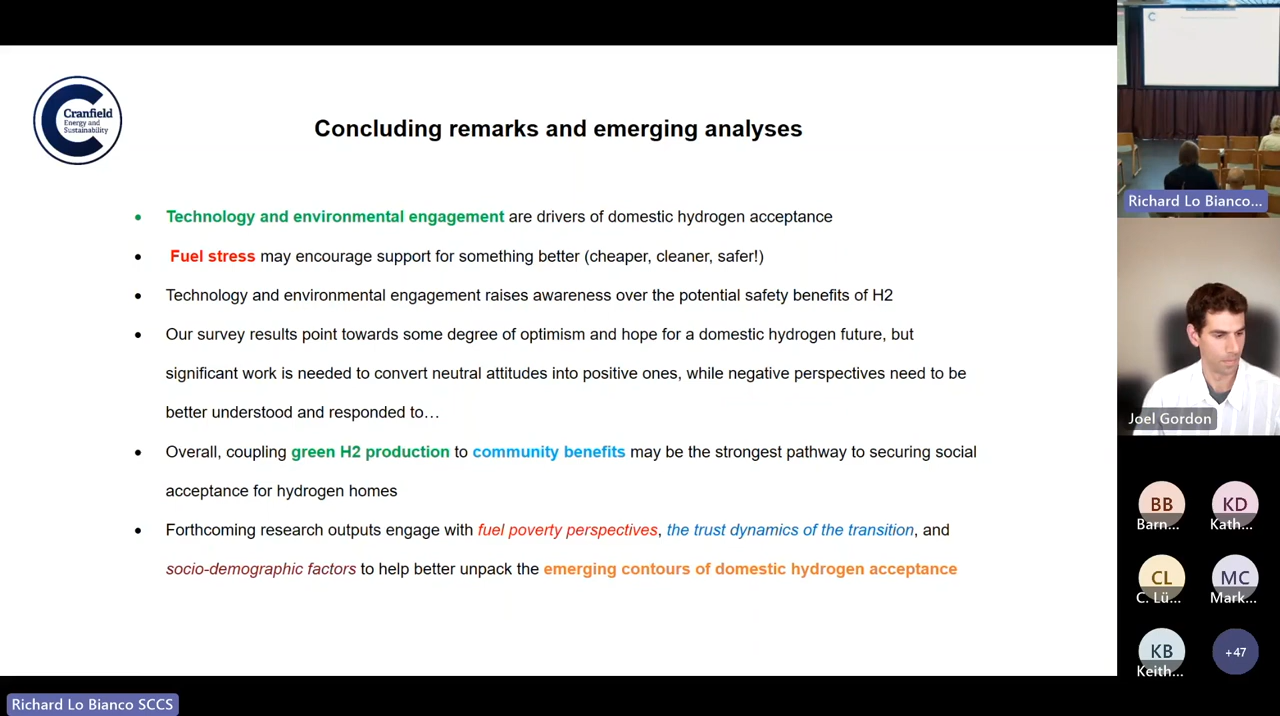 Cranfield
Energy and
Sustainability
Concluding remarks and emerging analyses
• Technology and environmental engagement are drivers of domestic hydrogen acceptance
• Fuel stress may encourage support for something better (cheaper, cleaner, safer!)
• Technology and environmental engagement raises awareness over the potential safety benefits of H2
• Our survey results point towards some degree of optimism and hope for a domestic hydrogen future, but
significant work is needed to convert neutral attitudes into positive ones, while negative perspectives need to be
better understood and responded to…
• Overall, coupling green H2 production to community benefits may be the strongest pathway to securing social
acceptance for hydrogen homes
• Forthcoming research outputs engage with fuel poverty perspectives, the trust dynamics of the transition, and
socio-demographic factors to help better unpack the emerging contours of domestic hydrogen acceptance
Richard Lo Bianco...
Joel Gordon
BB
KD
Barn...
Kath...
CL
MC
C. Lü...
Mark...
KB
+47
Keith...
Richard Lo Bianco SCCS